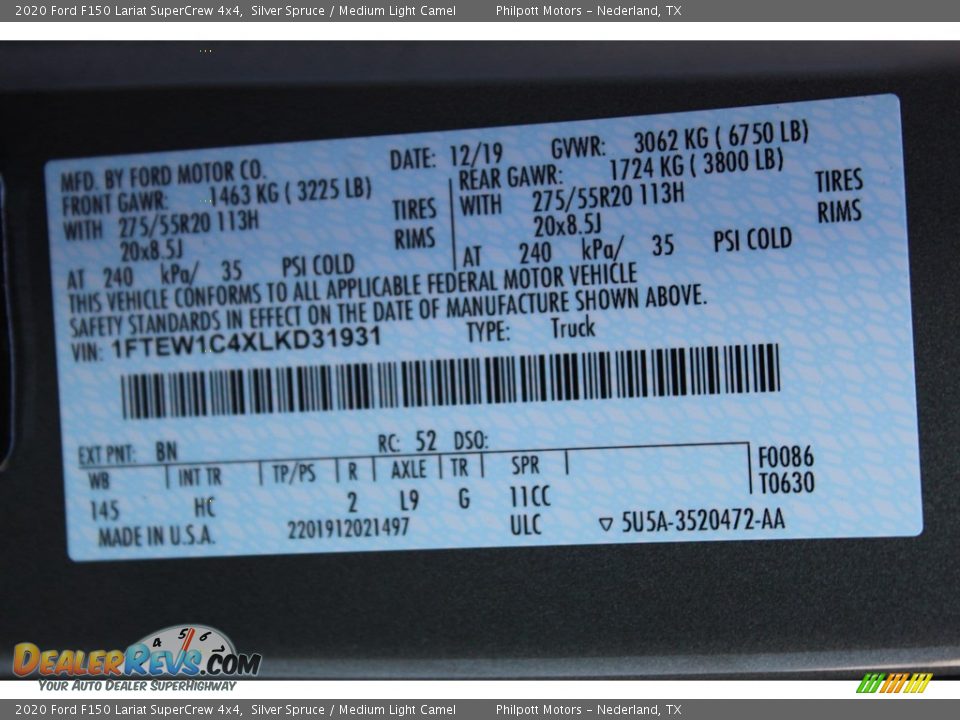 2020 Ford F150 Lariat SuperCrew 4x4, Silver Spruce / Medium Light Camel Philpott Motors - Nederland, TX
MFD. BY FORD MOTOR CO. DATE: 12/19 GVWR: 3062 KG ( 6750 LB)
FRONT GAWR: 1463 KG ( 3225 LB) REAR GAWR: 1724 KG ( 3800 LB)
WITH 275/55R20 113H TIRES WITH 275/55R20 113H TIRES
20x8.5J RIMS 20x8.5J RIMS
AT 240 kPa/ 35 PSI COLD AT 240 kPa/ 35 PSI COLD
THIS VEHICLE CONFORMS TO ALL APPLICABLE FEDERAL MOTOR VEHICLE
SAFETY STANDARDS IN EFFECT ON THE DATE OF MANUFACTURE SHOWN ABOVE.
VIN: 1FTEW1C4XLKD31931 TYPE: Truck
EXT PNT: BN RC: 52 DSO:
WB INT TR TP/PS R AXLE TR SPR F0086
145 HC 2 L9 G 11CC T0630
MADE IN U.S.A. 2201912021497 ULC ▽ 5U5A-3520472-AA
4 5 6
DealerRevs.com
Your Auto Dealer SuperHighway
2020 Ford F150 Lariat SuperCrew 4x4, Silver Spruce / Medium Light Camel Philpott Motors - Nederland, TX